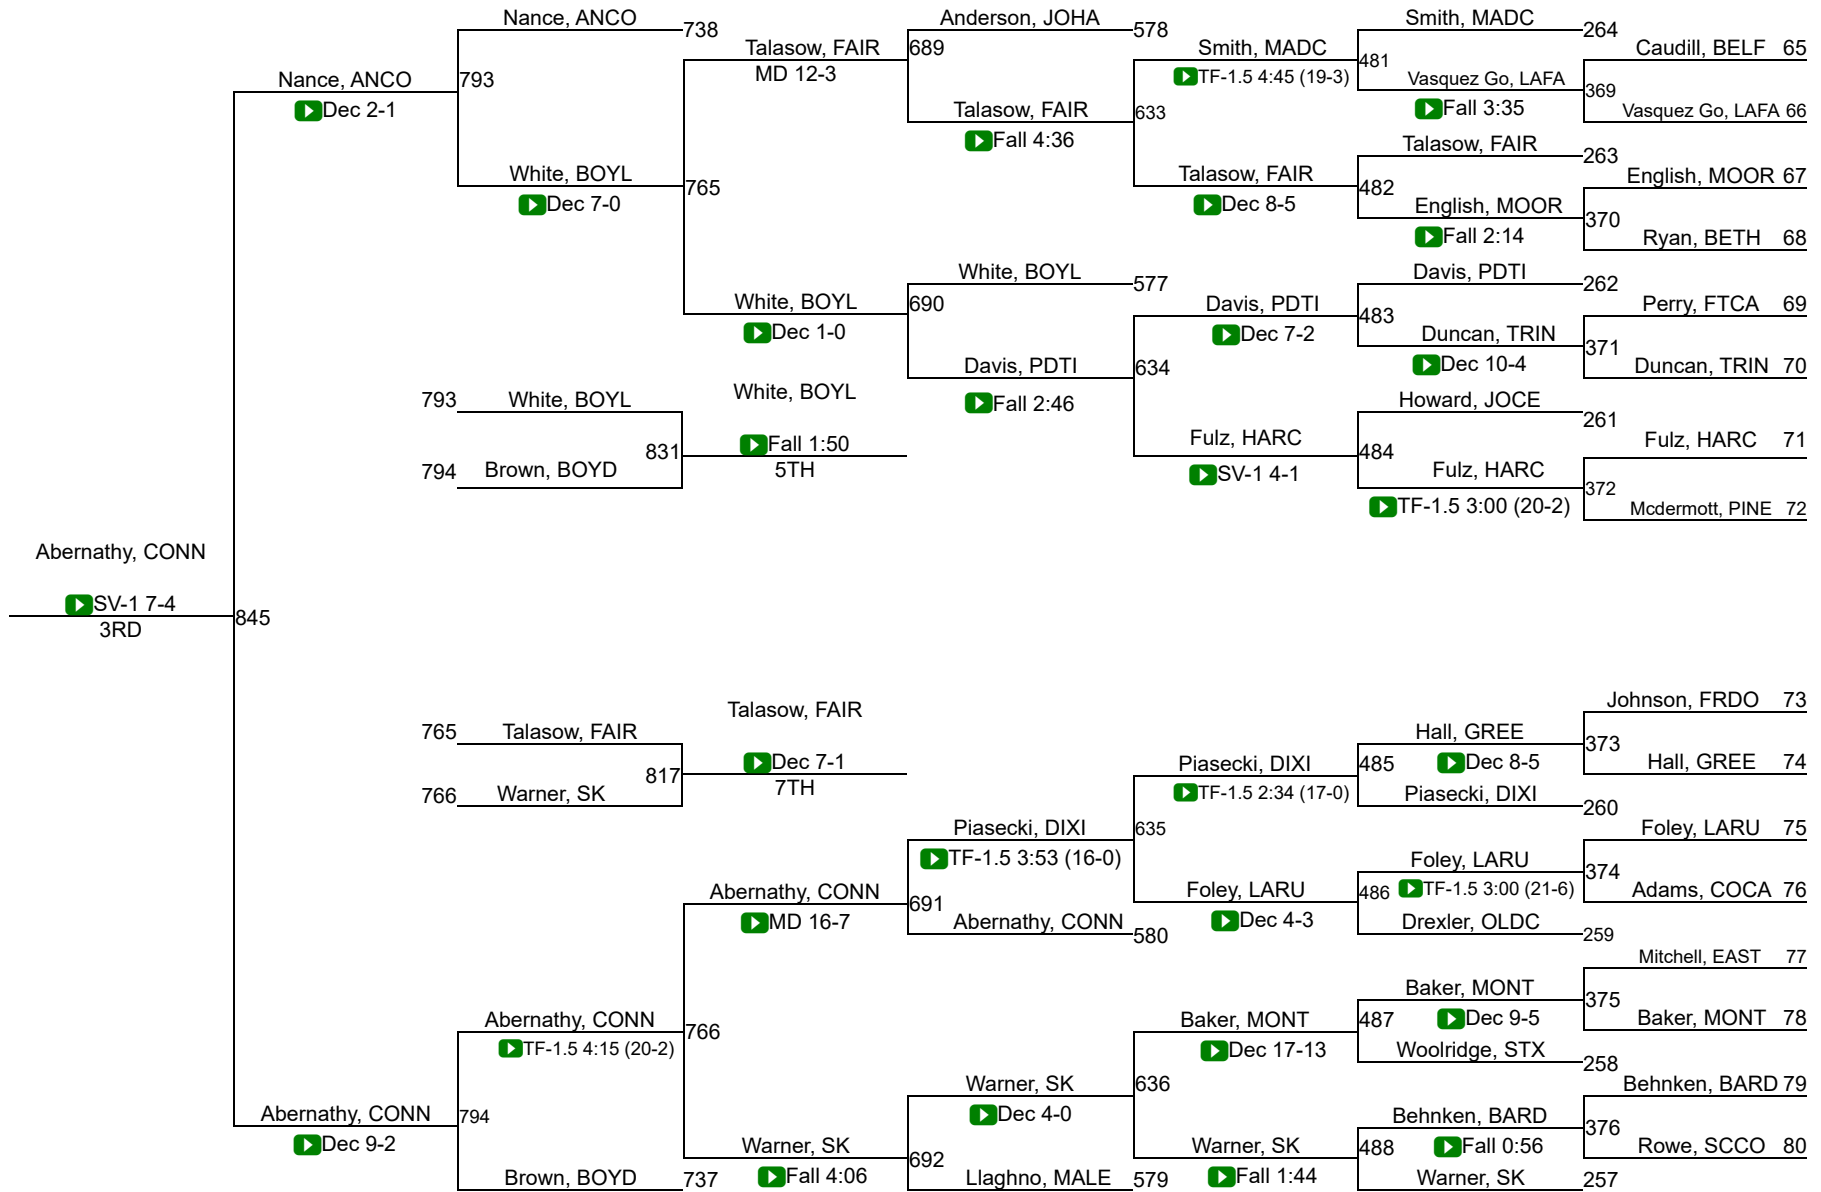 Nance, ANCO
738
Anderson, JOHA
578
Smith, MADC
264
Talasow, FAIR
689
MD 12-3
Smith, MADC
TF-1.5 4:45 (19-3)
481
Caudill, BELF 65
Nance, ANCO
793
Dec 2-1
Vasquez Go, LAFA
369
Fall 3:35
Talasow, FAIR
633
Fall 4:36
Vasquez Go, LAFA 66
Talasow, FAIR
263
White, BOYL
765
Dec 7-0
Talasow, FAIR
482
Dec 8-5
English, MOOR 67
English, MOOR
370
Fall 2:14
Ryan, BETH 68
White, BOYL
577
Davis, PDTI
262
White, BOYL
690
Dec 1-0
Davis, PDTI
483
Dec 7-2
Perry, FTCA 69
Duncan, TRIN
371
Dec 10-4
Davis, PDTI
634
Fall 2:46
Duncan, TRIN 70
793 White, BOYL
White, BOYL
Howard, JOCE
261
831
Fall 1:50
5TH
Fulz, HARC
484
SV-1 4-1
Fulz, HARC 71
794 Brown, BOYD
Fulz, HARC
372
TF-1.5 3:00 (20-2)
Mcdermott, PINE 72
Abernathy, CONN
SV-1 7-4
845
3RD
Johnson, FRDO 73
765 Talasow, FAIR
Talasow, FAIR
Hall, GREE
373
Dec 8-5
817
Dec 7-1
7TH
Piasecki, DIXI
485
TF-1.5 2:34 (17-0)
Hall, GREE 74
766 Warner, SK
Piasecki, DIXI
260
Piasecki, DIXI
635
TF-1.5 3:53 (16-0)
Foley, LARU 75
Foley, LARU
374
TF-1.5 3:00 (21-6)
Abernathy, CONN
691
MD 16-7
Foley, LARU
486
Dec 4-3
Adams, COCA 76
Abernathy, CONN
580
Drexler, OLDC
259
Mitchell, EAST 77
Baker, MONT
375
Dec 9-5
Abernathy, CONN
766
TF-1.5 4:15 (20-2)
Baker, MONT
487
Dec 17-13
Baker, MONT 78
Woolridge, STX
258
Warner, SK
636
Dec 4-0
Behnken, BARD 79
Abernathy, CONN
794
Dec 9-2
Behnken, BARD
376
Fall 0:56
Warner, SK
692
Fall 4:06
Warner, SK
488
Fall 1:44
Rowe, SCCO 80
Brown, BOYD
737
Llaghno, MALE
579
Warner, SK
257